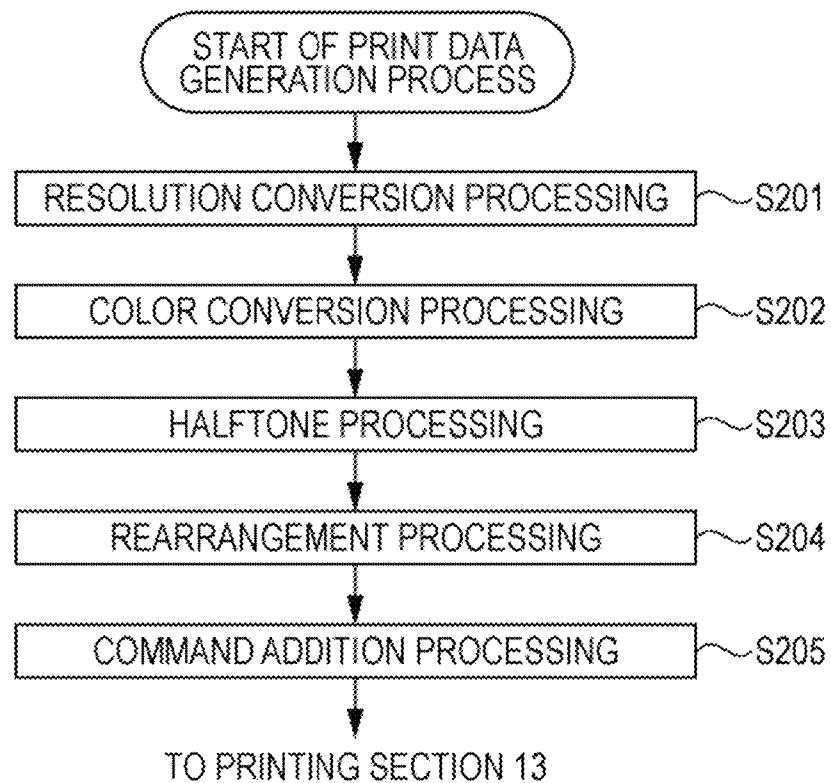 START OF PRINT DATA
GENERATION PROCESS
RESOLUTION CONVERSION PROCESSING S201
COLOR CONVERSION PROCESSING S202
HALFTONE PROCESSING S203
REARRANGEMENT PROCESSING S204
COMMAND ADDITION PROCESSING S205
TO PRINTING SECTION 13